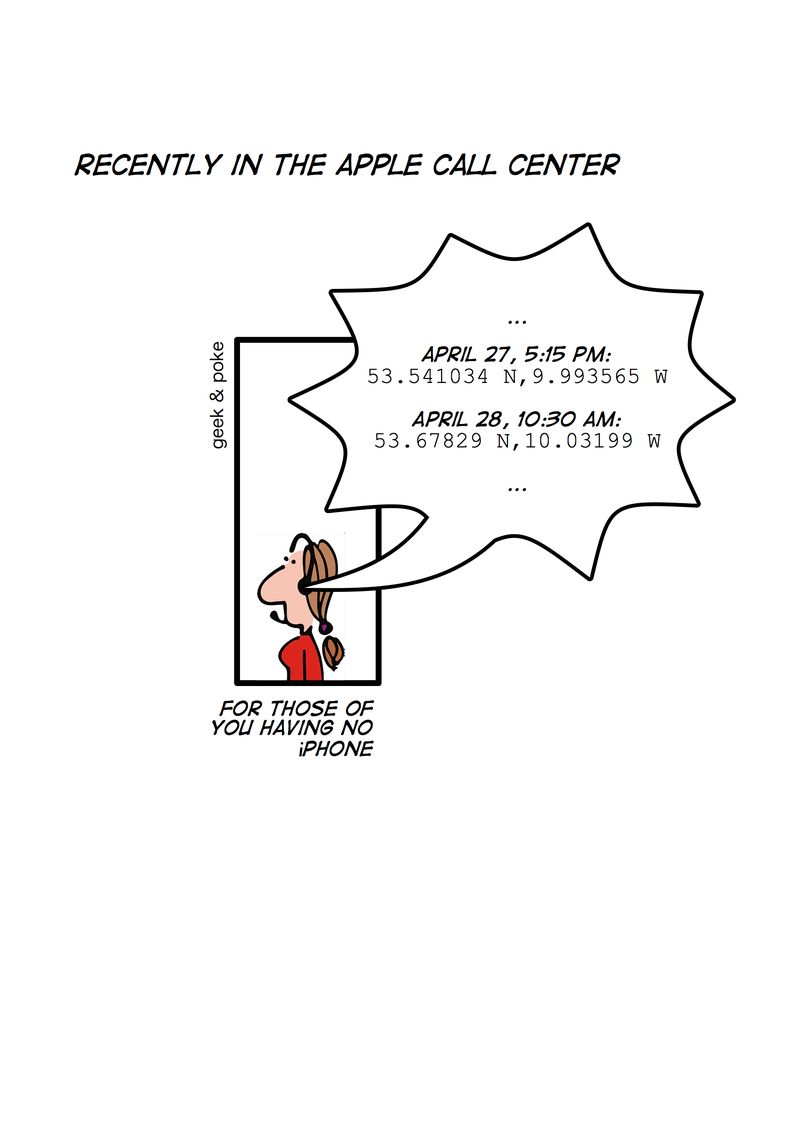 RECENTLY IN THE APPLE CALL CENTER
geek & poke
...
APRIL 27, 5:15 PM:
53.541034 N,9.993565 W
APRIL 28, 10:30 AM:
53.67829 N,10.03199 W
...
FOR THOSE OF
YOU HAVING NO
iPHONE